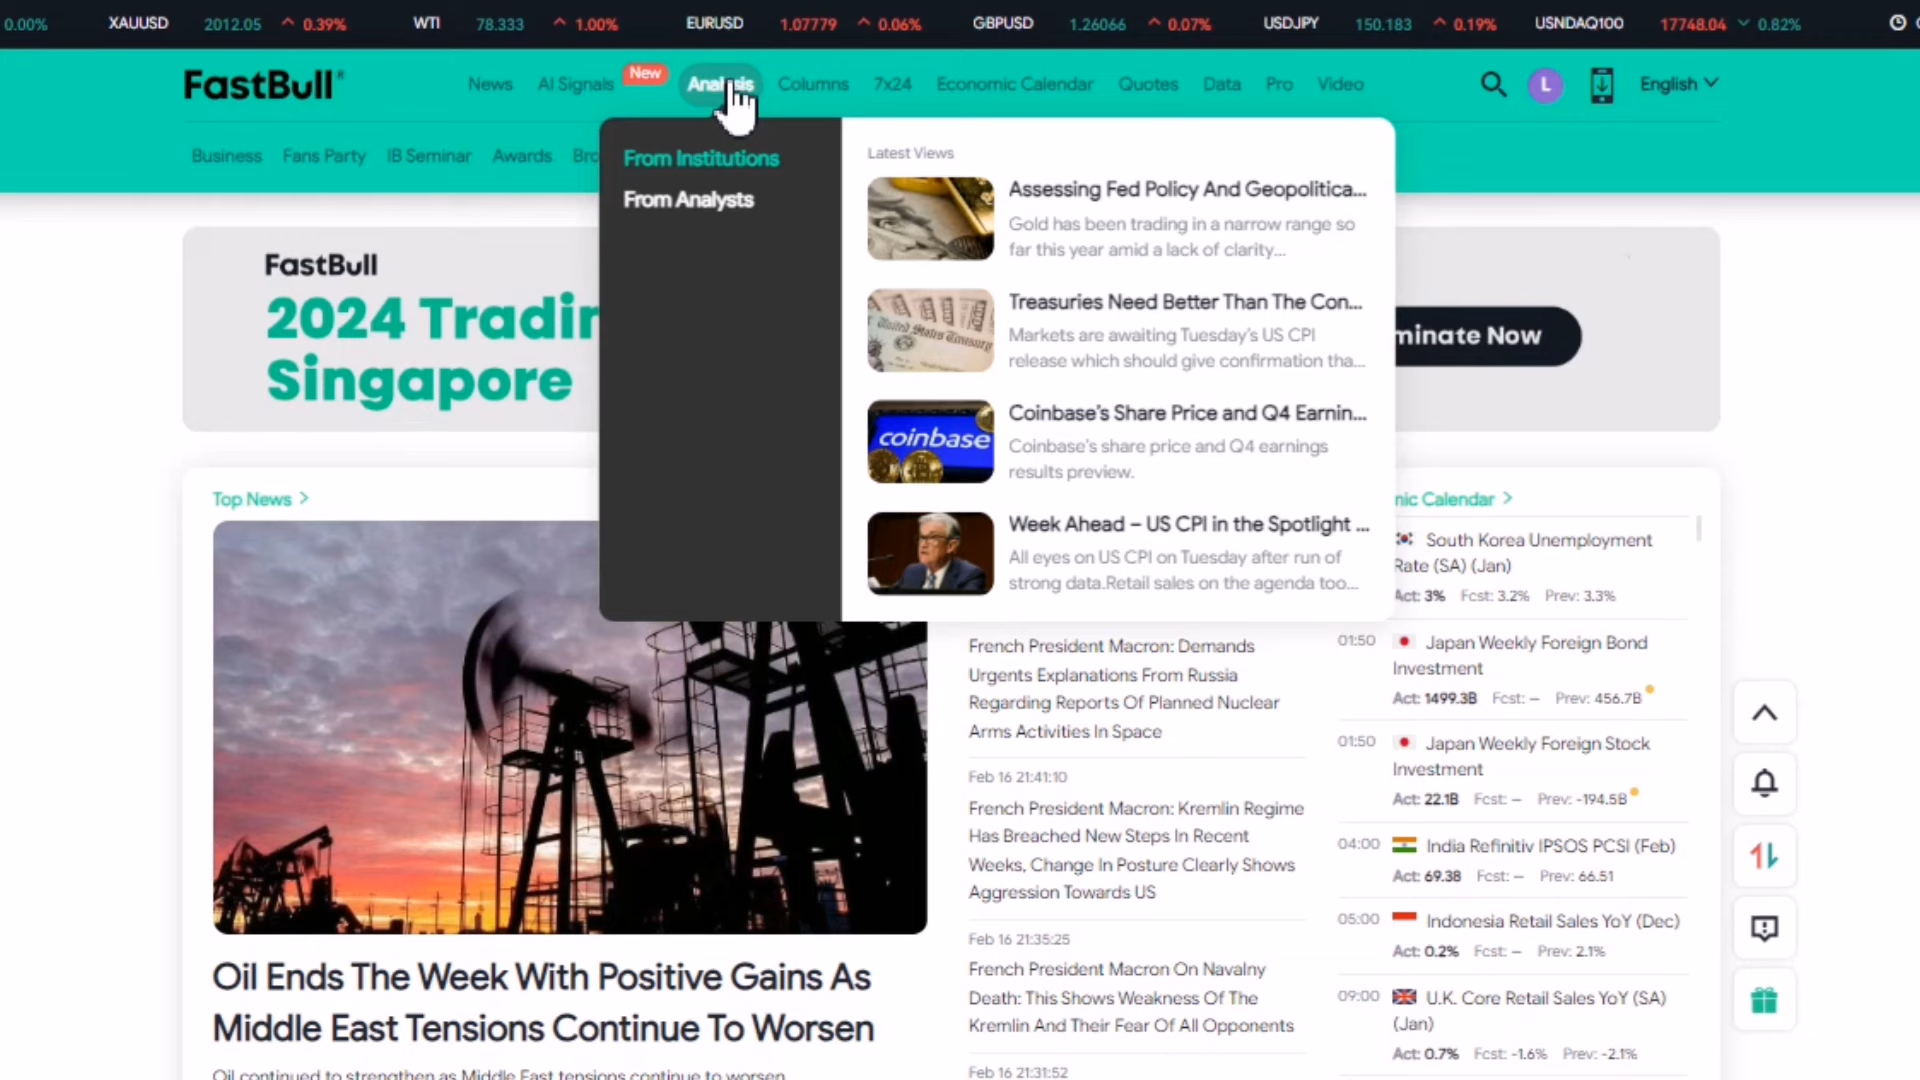 0.00% XAUUSD 2012.05 0.39% WTI 78.333 1.00% EURUSD 1.07779 0.06% GBPUSD 1.26066 0.07% USDJPY 150.183 0.19% USNDAQ100 17748.04 0.82%
FastBull News AI Signals New Analysis Columns 7x24 Economic Calendar Quotes Data Pro Video L English
Business Fans Party IB Seminar Awards Bro
From Institutions
From Analysts
Latest Views
Assessing Fed Policy And Geopolitica...
Gold has been trading in a narrow range so
far this year amid a lack of clarity...
Treasuries Need Better Than The Con...
Markets are awaiting Tuesday's US CPI
release which should give confirmation tha...
coinbase
Coinbase's Share Price and Q4 Earnin...
Coinbase's share price and Q4 earnings
results preview.
Week Ahead – US CPI in the Spotlight ...
All eyes on US CPI on Tuesday after run of
strong data.Retail sales on the agenda too...
FastBull
2024 Tradin
Singapore
minate Now
Top News >
Oil Ends The Week With Positive Gains As
Middle East Tensions Continue To Worsen
Oil continued to strengthen as Middle East tensions continue to worsen
French President Macron: Demands
Urgents Explanations From Russia
Regarding Reports Of Planned Nuclear
Arms Activities In Space
Feb 16 21:41:10
French President Macron: Kremlin Regime
Has Breached New Steps In Recent
Weeks, Change In Posture Clearly Shows
Aggression Towards US
Feb 16 21:35:25
French President Macron On Navalny
Death: This Shows Weakness Of The
Kremlin And Their Fear Of All Opponents
Feb 16 21:31:52
nic Calendar >
South Korea Unemployment
Rate (SA) (Jan)
Act: 3% Fcst: 3.2% Prev: 3.3%
01:50 Japan Weekly Foreign Bond
Investment
Act: 1499.3B Fcst: – Prev: 456.7B
01:50 Japan Weekly Foreign Stock
Investment
Act: 22.1B Fcst: – Prev: -194.5B
04:00 India Refinitiv IPSOS PCSI (Feb)
Act: 69.38 Fcst: – Prev: 66.51
05:00 Indonesia Retail Sales YoY (Dec)
Act: 0.2% Fcst: – Prev: 2.1%
09:00 U.K. Core Retail Sales YoY (SA)
(Jan)
Act: 0.7% Fcst: -1.6% Prev: -2.1%